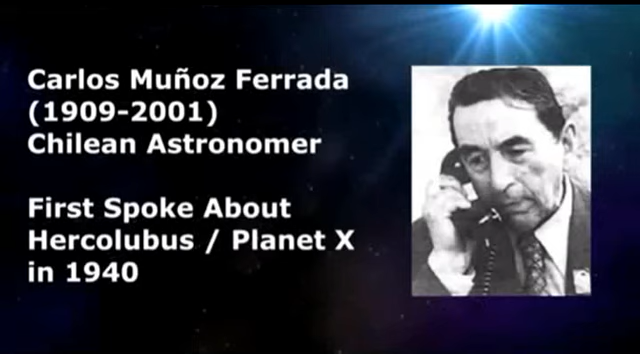 Carlos Muñoz Ferrada
(1909-2001)
Chilean Astronomer
First Spoke About
Hercolubus / Planet X
in 1940